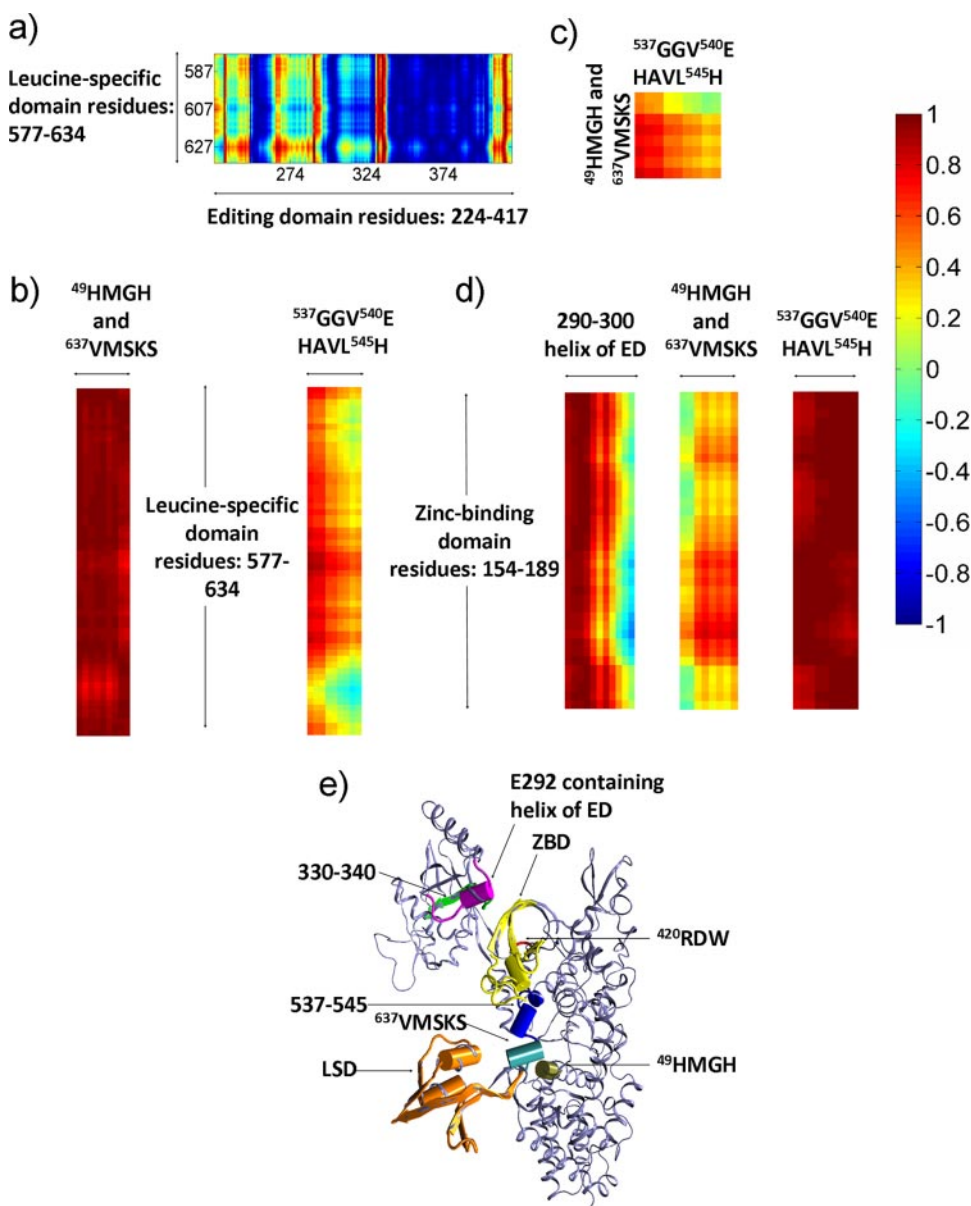 a)
Leucine-specific
domain residues:
577-634
587
607
627
274 324 374
Editing domain residues: 224-417
c)
⁵³⁷GGV⁵⁴⁰E
HAVL⁵⁴⁵H
⁴⁹HMGH and
⁶³⁷VMSKS
1
0.8
0.6
0.4
0.2
0
-0.2
-0.4
-0.6
-0.8
-1
b)
⁴⁹HMGH
and
⁶³⁷VMSKS
⁵³⁷GGV⁵⁴⁰E
HAVL⁵⁴⁵H
Leucine-specific
domain
residues: 577-
634
d)
290-300
helix of ED
⁴⁹HMGH
and
⁶³⁷VMSKS
⁵³⁷GGV⁵⁴⁰E
HAVL⁵⁴⁵H
Zinc-binding
domain
residues: 154-189
e)
E292 containing
helix of ED
ZBD
330-340
⁴²⁰RDW
537-545
⁶³⁷VMSKS
LSD
⁴⁹HMGH